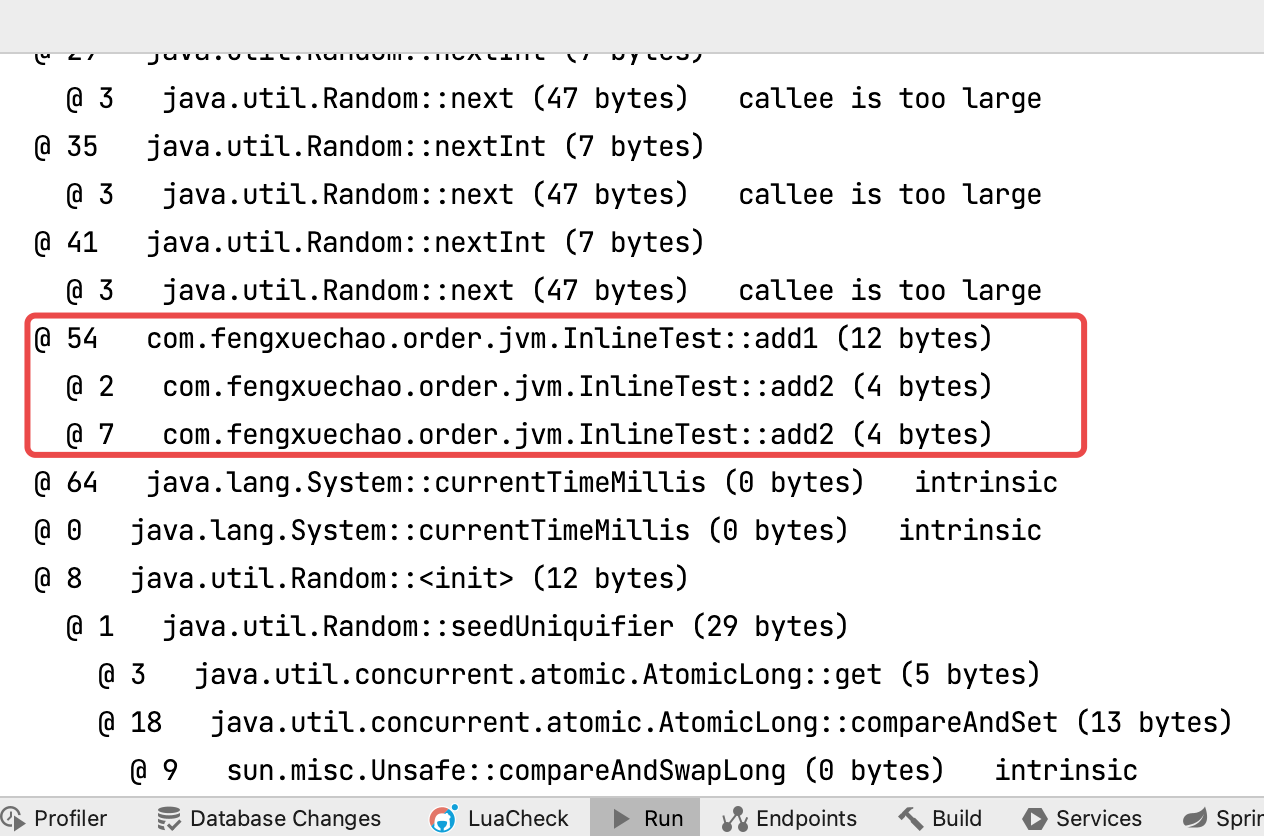 @ 29   java.util.Random::nextInt (7 bytes)
  @ 3   java.util.Random::next (47 bytes)   callee is too large
@ 35   java.util.Random::nextInt (7 bytes)
  @ 3   java.util.Random::next (47 bytes)   callee is too large
@ 41   java.util.Random::nextInt (7 bytes)
  @ 3   java.util.Random::next (47 bytes)   callee is too large
@ 54   com.fengxuechao.order.jvm.InlineTest::add1 (12 bytes)
  @ 2   com.fengxuechao.order.jvm.InlineTest::add2 (4 bytes)
  @ 7   com.fengxuechao.order.jvm.InlineTest::add2 (4 bytes)
@ 64   java.lang.System::currentTimeMillis (0 bytes)   intrinsic
@ 0   java.lang.System::currentTimeMillis (0 bytes)   intrinsic
@ 8   java.util.Random::<init> (12 bytes)
  @ 1   java.util.Random::seedUniquifier (29 bytes)
    @ 3   java.util.concurrent.atomic.AtomicLong::get (5 bytes)
    @ 18   java.util.concurrent.atomic.AtomicLong::compareAndSet (13 bytes)
      @ 9   sun.misc.Unsafe::compareAndSwapLong (0 bytes)   intrinsic
Profiler   Database Changes   LuaCheck   Run   Endpoints   Build   Services   Sprin